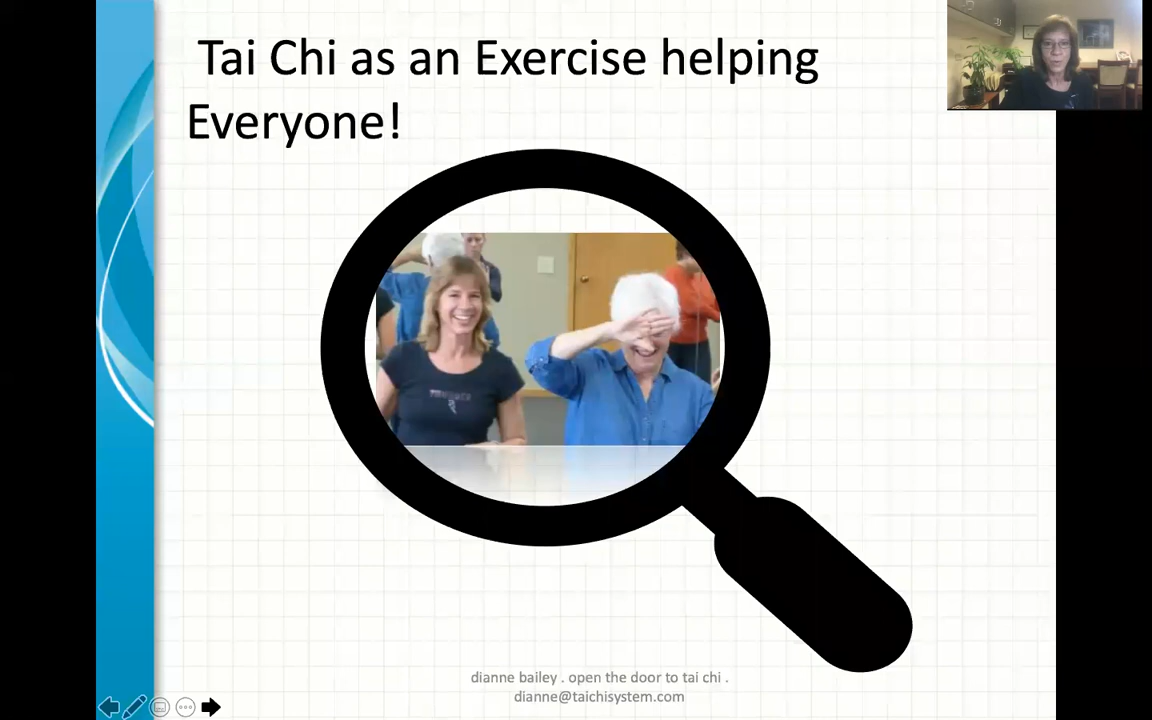 Tai Chi as an Exercise helping
Everyone!
dianne bailey . open the door to tai chi .
dianne@taichisystem.com